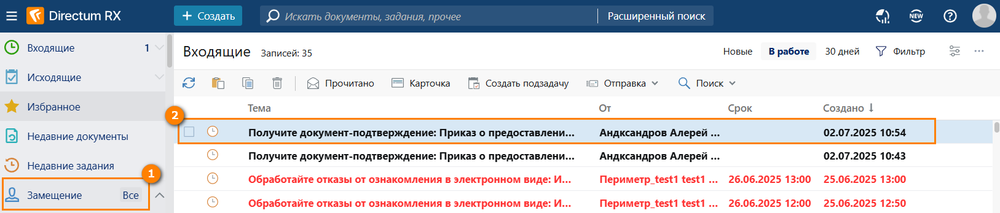 Directum RX
+ Создать
Искать документы, задания, прочее
Расширенный поиск
NEW
Входящие 1
Исходящие
Избранное
Недавние документы
Недавние задания
1
Замещение Все
Входящие Записей: 35
Новые В работе 30 дней Фильтр
Прочитано Карточка Создать подзадачу Отправка Поиск
Тема От Срок Создано ↓
2
Получите документ-подтверждение: Приказ о предоставлени... Андксандров Алерей ... 02.07.2025 10:54
Получите документ-подтверждение: Приказ о предоставлени... Андксандров Алерей ... 02.07.2025 10:43
Обработайте отказы от ознакомления в электронном виде: И... Периметр_test1 test1 ... 26.06.2025 13:00 25.06.2025 13:00
Обработайте отказы от ознакомления в электронном виде: И... Периметр_test1 test1 ... 26.06.2025 12:00 25.06.2025 12:50